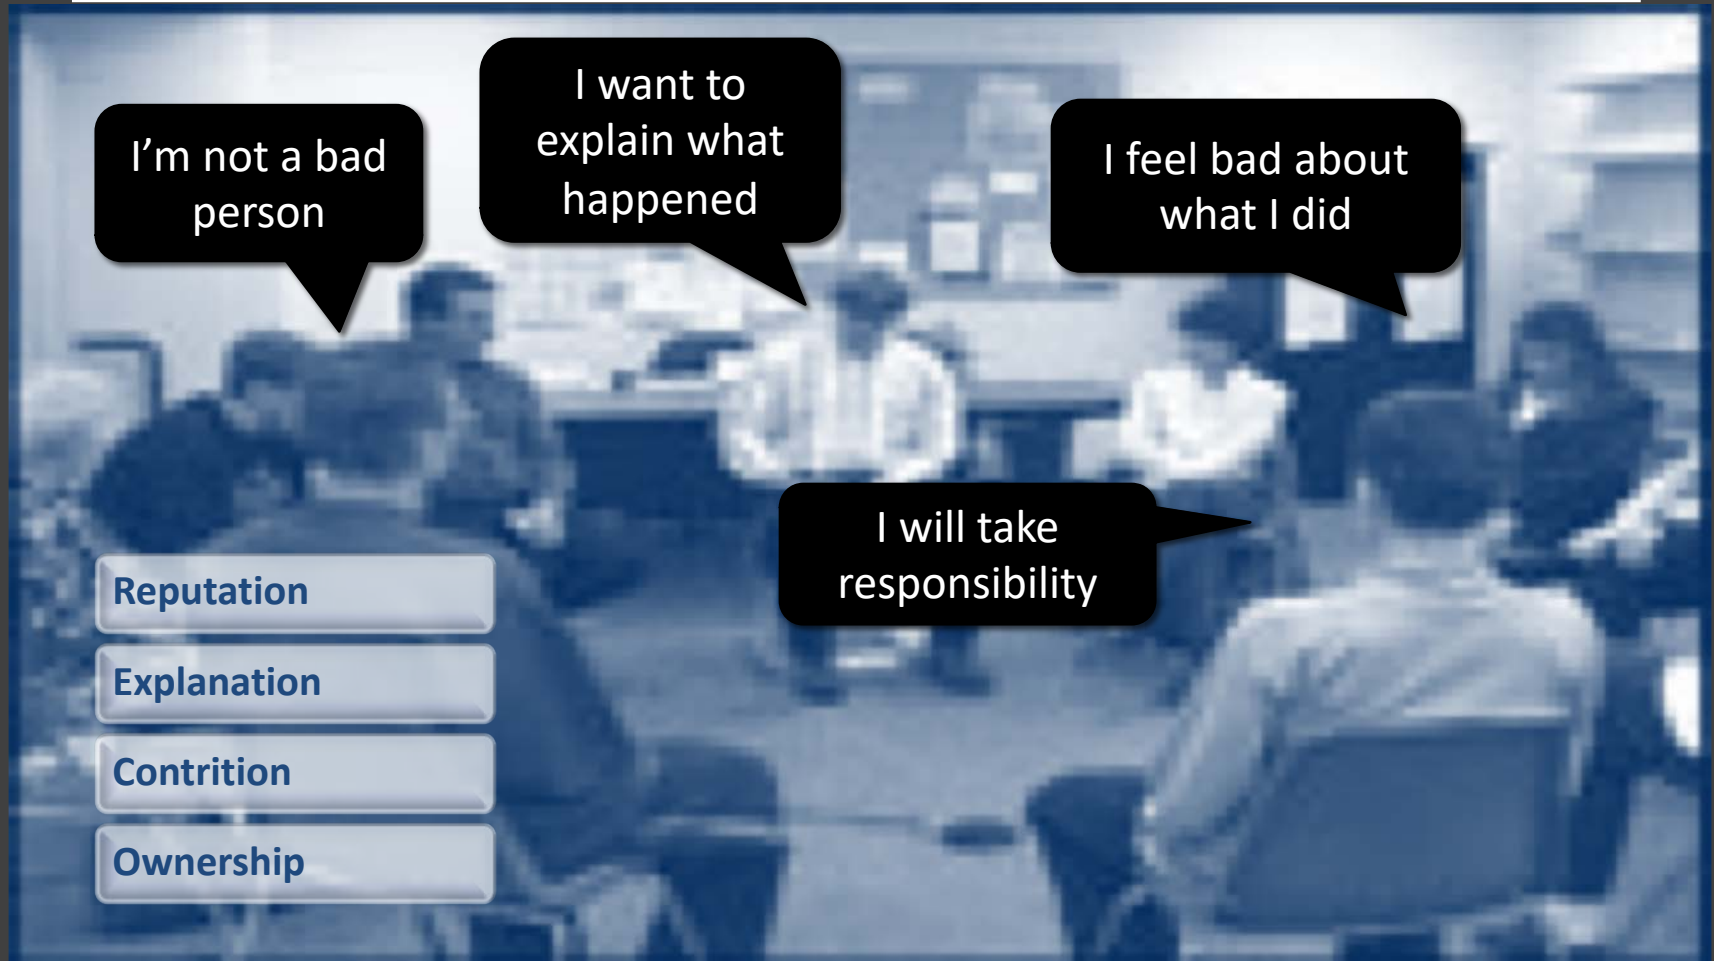 I’m not a bad
person
I want to
explain what
happened
I feel bad about
what I did
I will take
responsibility
Reputation
Explanation
Contrition
Ownership